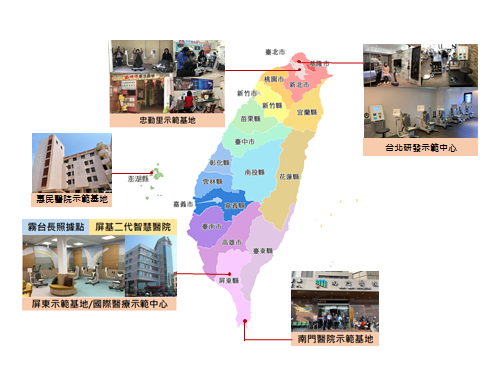 臺北市
基隆市
桃園市
新北市
新竹市
新竹縣
宜蘭縣
苗栗縣
臺中市
彰化縣
南投縣
花蓮縣
雲林縣
澎湖縣
嘉義市
嘉義縣
臺南市
高雄市
臺東縣
屏東縣
忠勤里示範基地
台北研發示範中心
惠民醫院示範基地
霧台長照據點
屏基二代智慧醫院
屏東示範基地/國際醫療示範中心
南門醫院示範基地